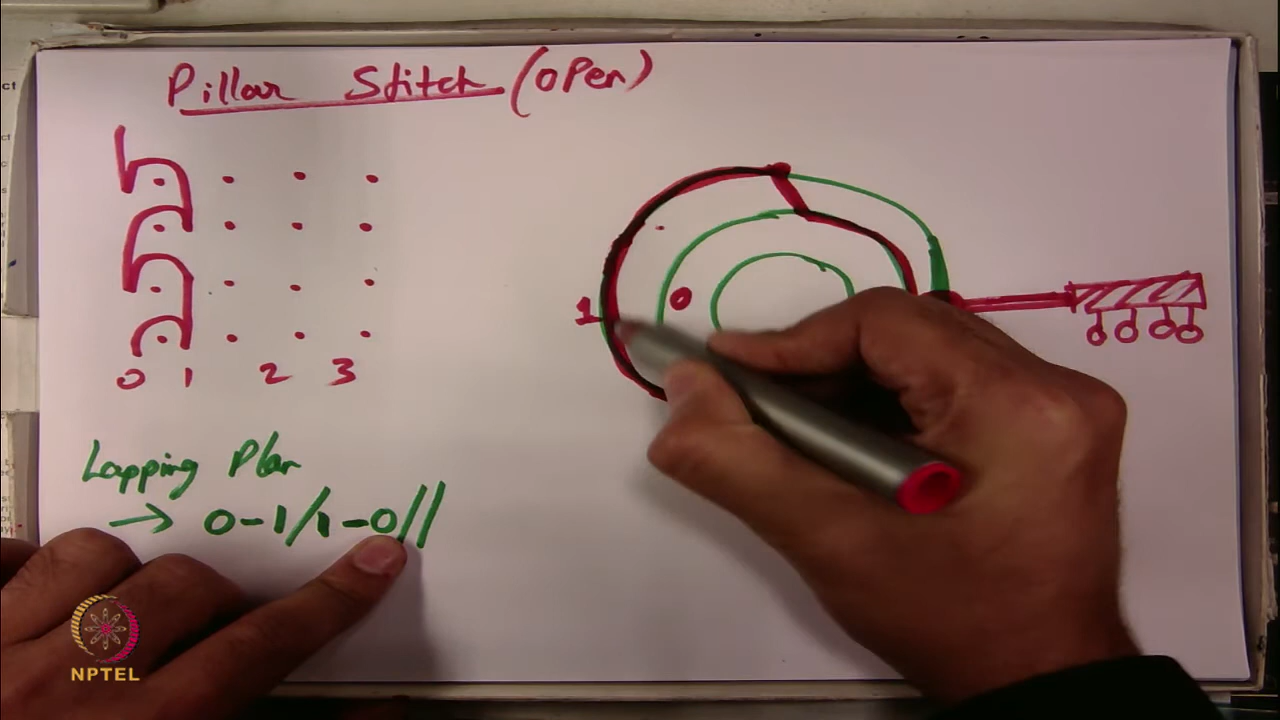 Pillar Stitch (open)
1 0
0 1 2 3
Lapping Plan
→ 0-1/1-0//
NPTEL